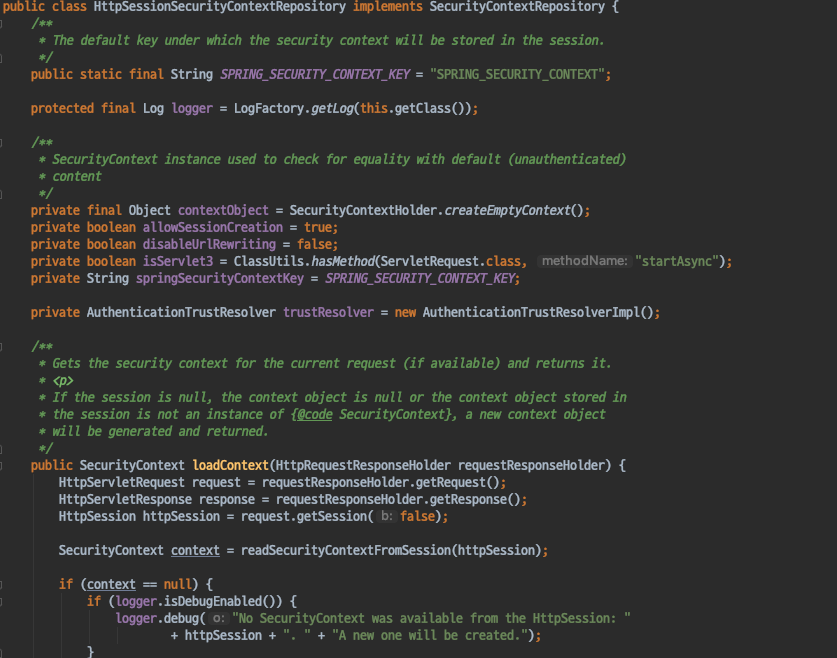 public class HttpSessionSecurityContextRepository implements SecurityContextRepository {
/**
* The default key under which the security context will be stored in the session.
*/
public static final String SPRING_SECURITY_CONTEXT_KEY = "SPRING_SECURITY_CONTEXT";
protected final Log logger = LogFactory.getLog(this.getClass());
/**
* SecurityContext instance used to check for equality with default (unauthenticated)
* content
*/
private final Object contextObject = SecurityContextHolder.createEmptyContext();
private boolean allowSessionCreation = true;
private boolean disableUrlRewriting = false;
private boolean isServlet3 = ClassUtils.hasMethod(ServletRequest.class, methodName: "startAsync");
private String springSecurityContextKey = SPRING_SECURITY_CONTEXT_KEY;
private AuthenticationTrustResolver trustResolver = new AuthenticationTrustResolverImpl();
/**
* Gets the security context for the current request (if available) and returns it.
* <p>
* If the session is null, the context object is null or the context object stored in
* the session is not an instance of {@code SecurityContext}, a new context object
* will be generated and returned.
*/
public SecurityContext loadContext(HttpRequestResponseHolder requestResponseHolder) {
HttpServletRequest request = requestResponseHolder.getRequest();
HttpServletResponse response = requestResponseHolder.getResponse();
HttpSession httpSession = request.getSession( b: false);
SecurityContext context = readSecurityContextFromSession(httpSession);
if (context == null) {
if (logger.isDebugEnabled()) {
logger.debug( o: "No SecurityContext was available from the HttpSession: "
+ httpSession + ". " + "A new one will be created.");
}